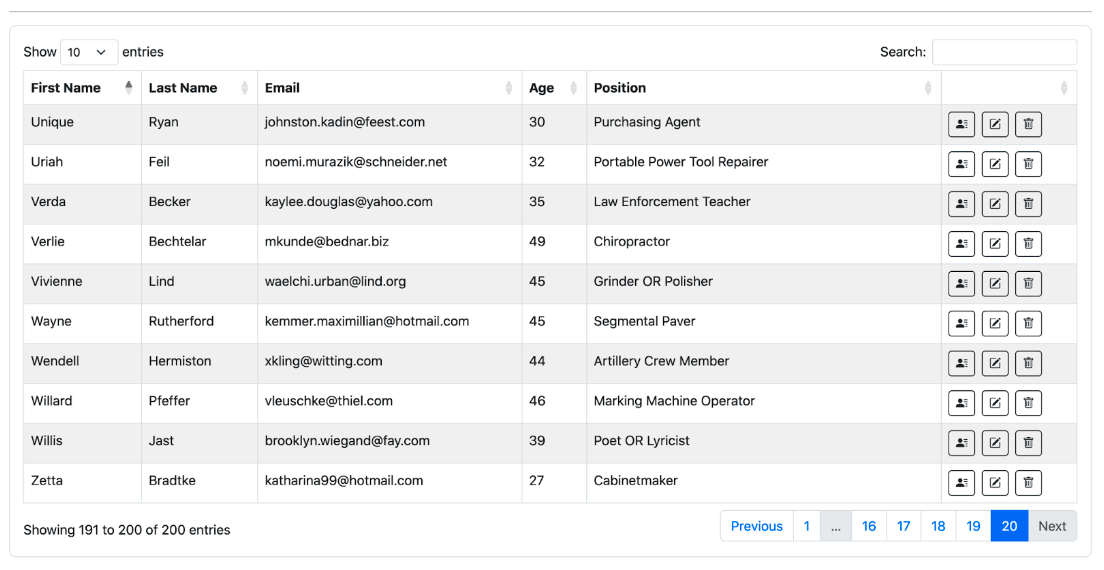 Show 10 entries Search:
First Name Last Name Email Age Position
Unique Ryan johnston.kadin@feest.com 30 Purchasing Agent
Uriah Feil noemi.murazik@schneider.net 32 Portable Power Tool Repairer
Verda Becker kaylee.douglas@yahoo.com 35 Law Enforcement Teacher
Verlie Bechtelar mkunde@bednar.biz 49 Chiropractor
Vivienne Lind waelchi.urban@lind.org 45 Grinder OR Polisher
Wayne Rutherford kemmer.maximillian@hotmail.com 45 Segmental Paver
Wendell Hermiston xkling@witting.com 44 Artillery Crew Member
Willard Pfeffer vleuschke@thiel.com 46 Marking Machine Operator
Willis Jast brooklyn.wiegand@fay.com 39 Poet OR Lyricist
Zetta Bradtke katharina99@hotmail.com 27 Cabinetmaker
Showing 191 to 200 of 200 entries Previous 1 ... 16 17 18 19 20 Next